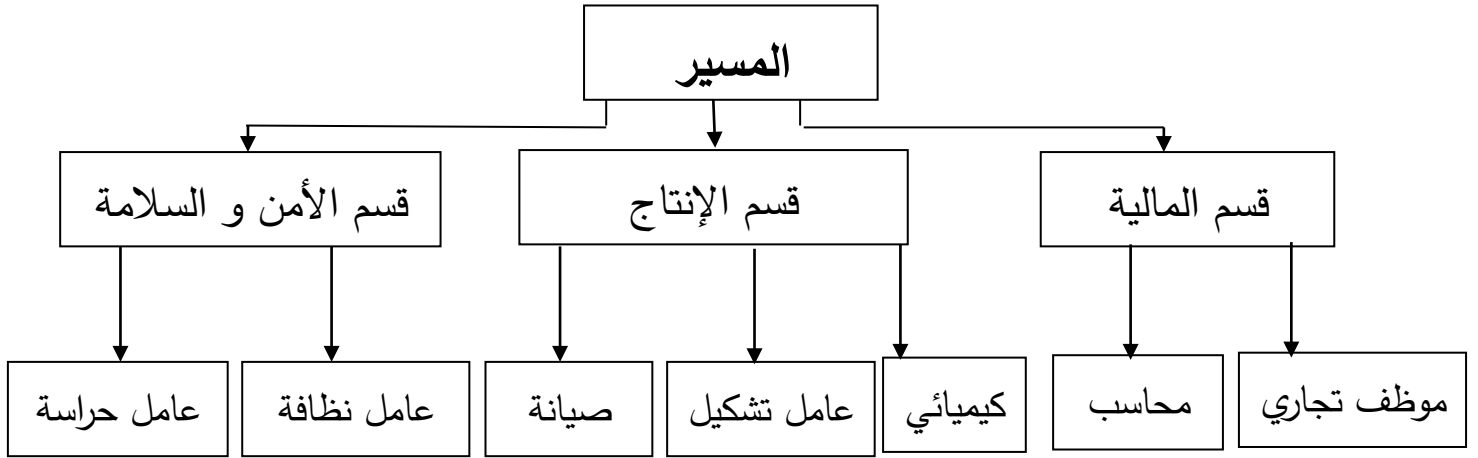 المسير
قسم المالية
قسم الإنتاج
قسم الأمن و السلامة
موظف تجاري
محاسب
كيميائي
عامل تشكيل
صيانة
عامل نظافة
عامل حراسة